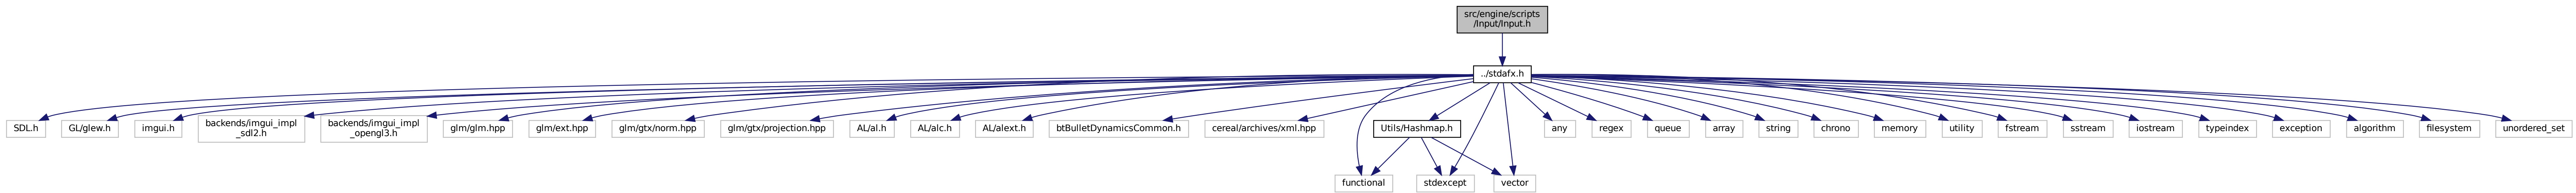 src/engine/scripts
/Input/Input.h
../stdafx.h
SDL.h
GL/glew.h
imgui.h
backends/imgui_impl
_sdl2.h
backends/imgui_impl
_opengl3.h
glm/glm.hpp
glm/ext.hpp
glm/gtx/norm.hpp
glm/gtx/projection.hpp
AL/al.h
AL/alc.h
AL/alext.h
btBulletDynamicsCommon.h
cereal/archives/xml.hpp
Utils/Hashmap.h
any
regex
queue
array
string
chrono
memory
utility
fstream
sstream
iostream
typeindex
exception
algorithm
filesystem
unordered_set
functional
stdexcept
vector